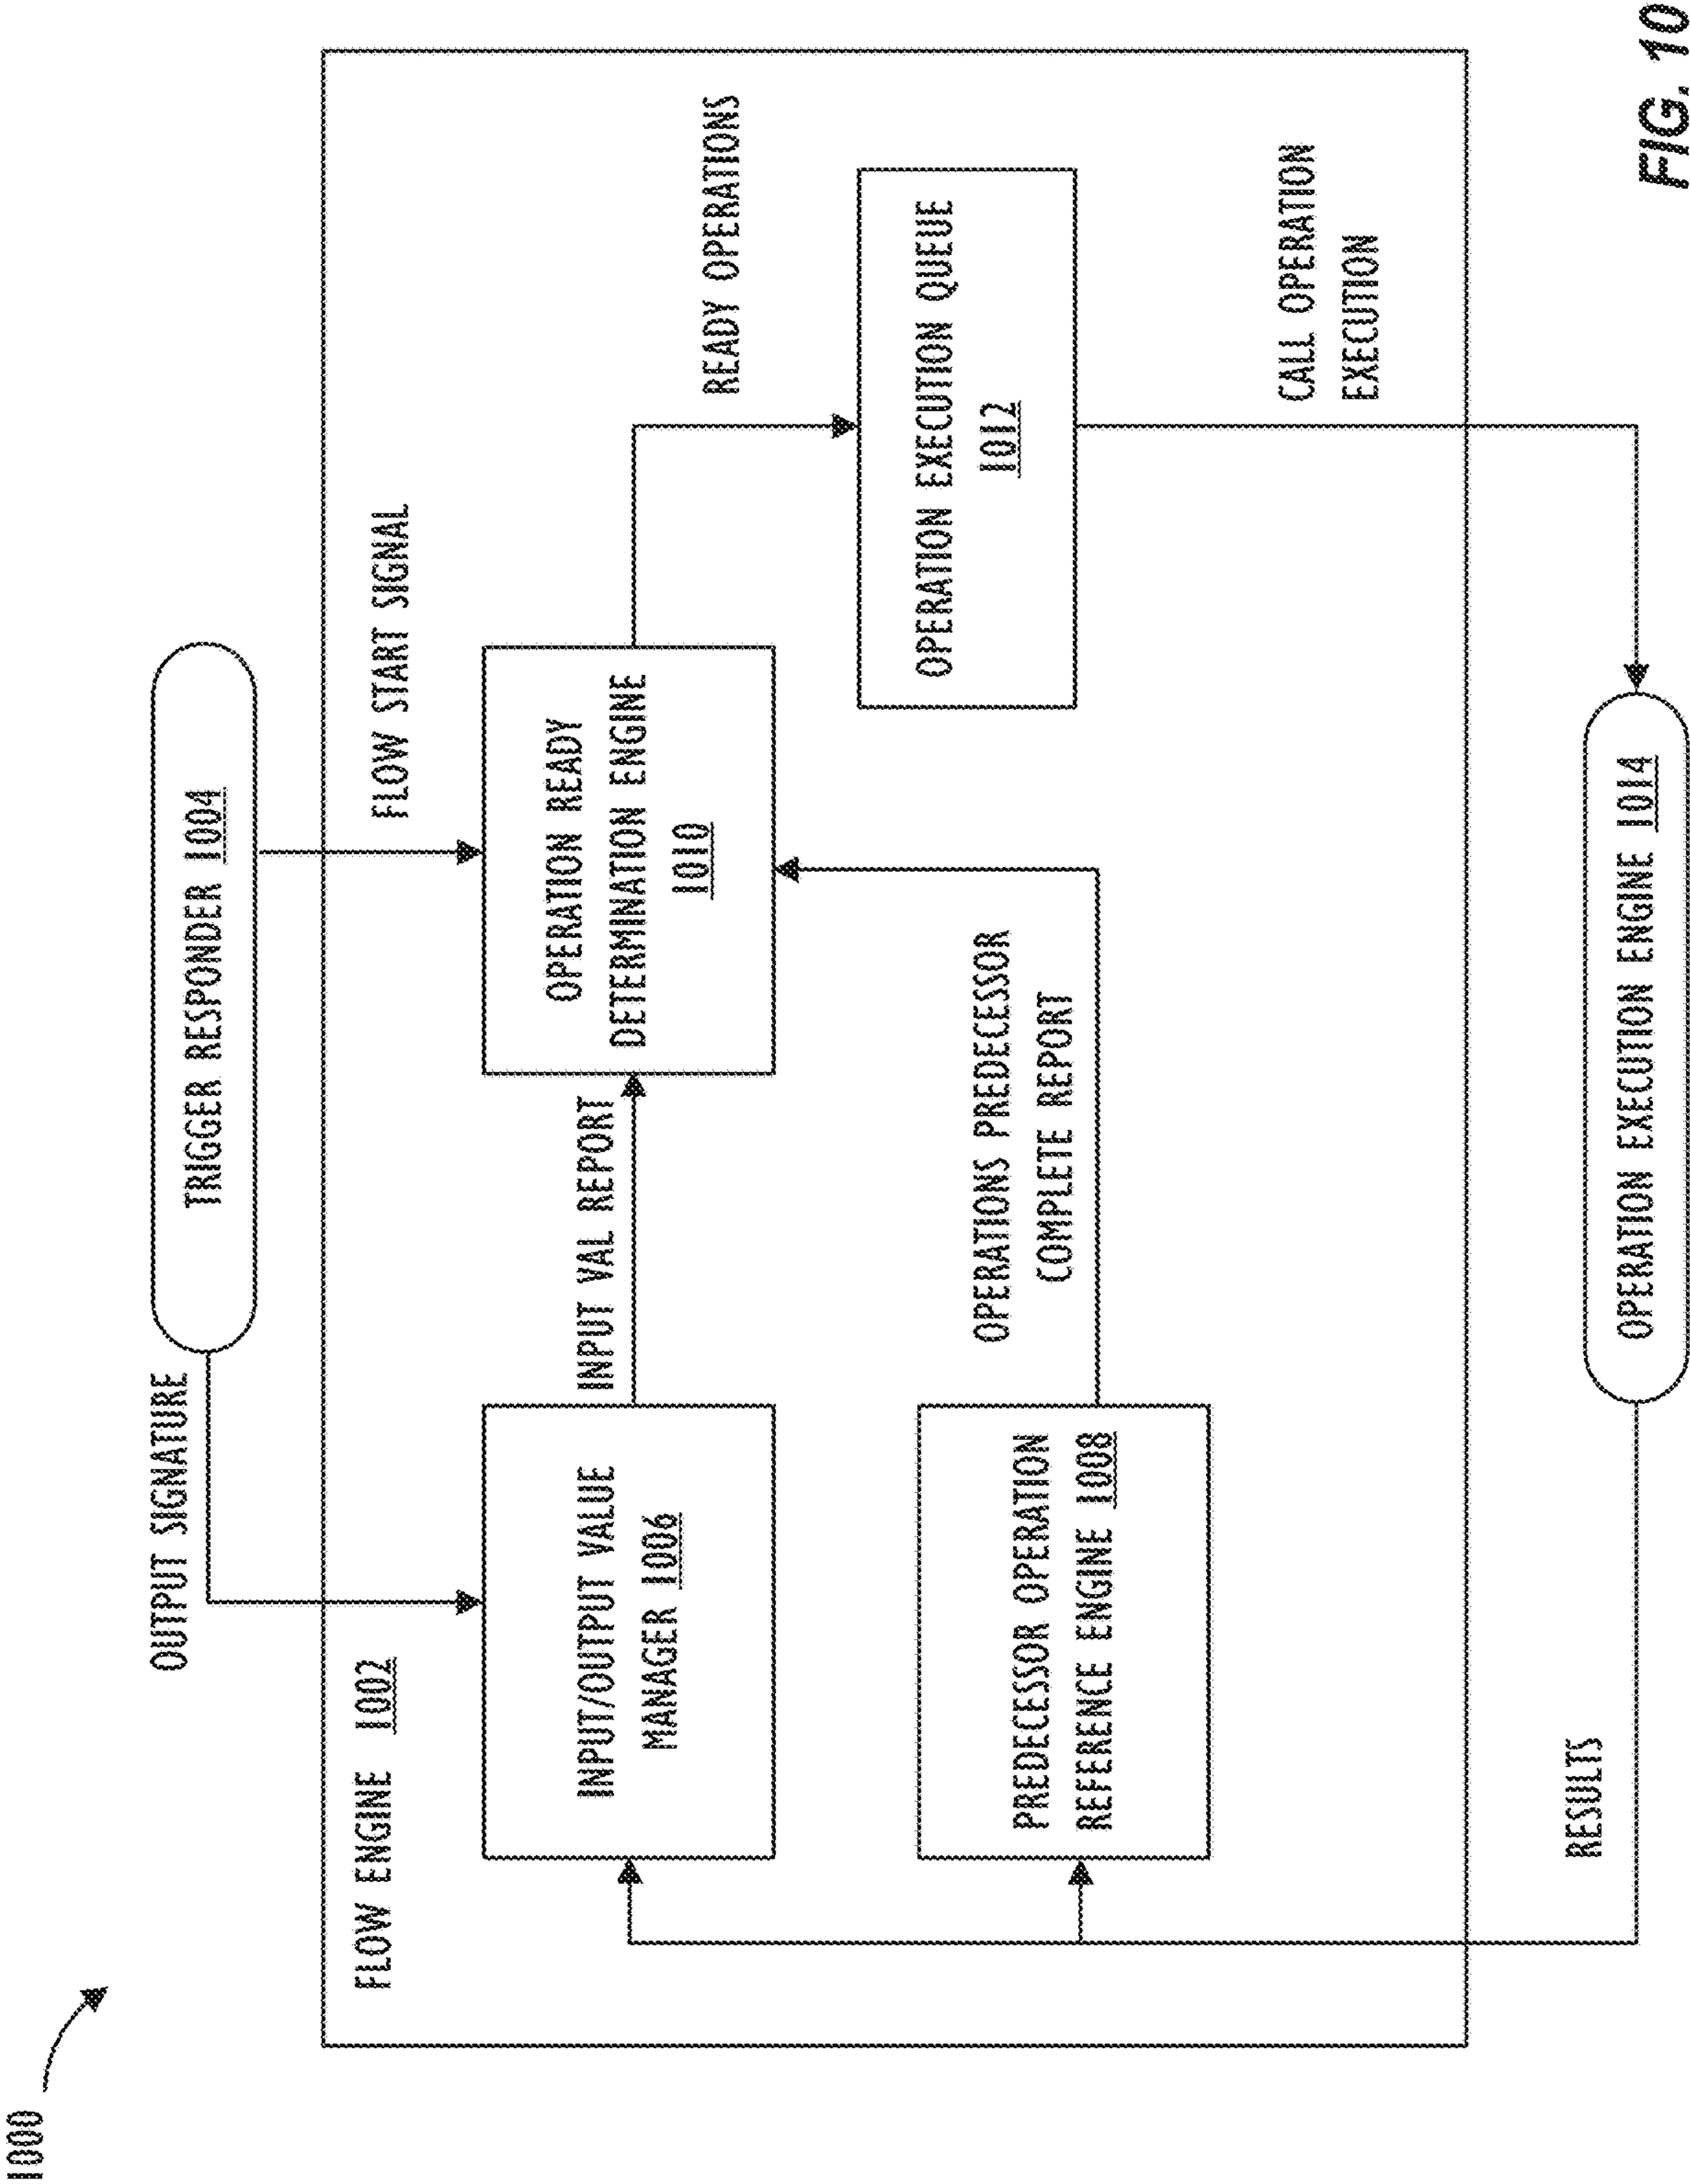 1000
OUTPUT SIGNATURE
TRIGGER RESPONDER 1004
FLOW ENGINE 1002
FLOW START SIGNAL
INPUT/OUTPUT VALUE
MANAGER 1006
INPUT VAL REPORT
OPERATION READY
DETERMINATION ENGINE
1010
READY OPERATIONS
PREDECESSOR OPERATION
REFERENCE ENGINE 1008
OPERATIONS PREDECESSOR
COMPLETE REPORT
OPERATION EXECUTION QUEUE
1012
CALL OPERATION
EXECUTION
RESULTS
OPERATION EXECUTION ENGINE 1014
FIG. 10